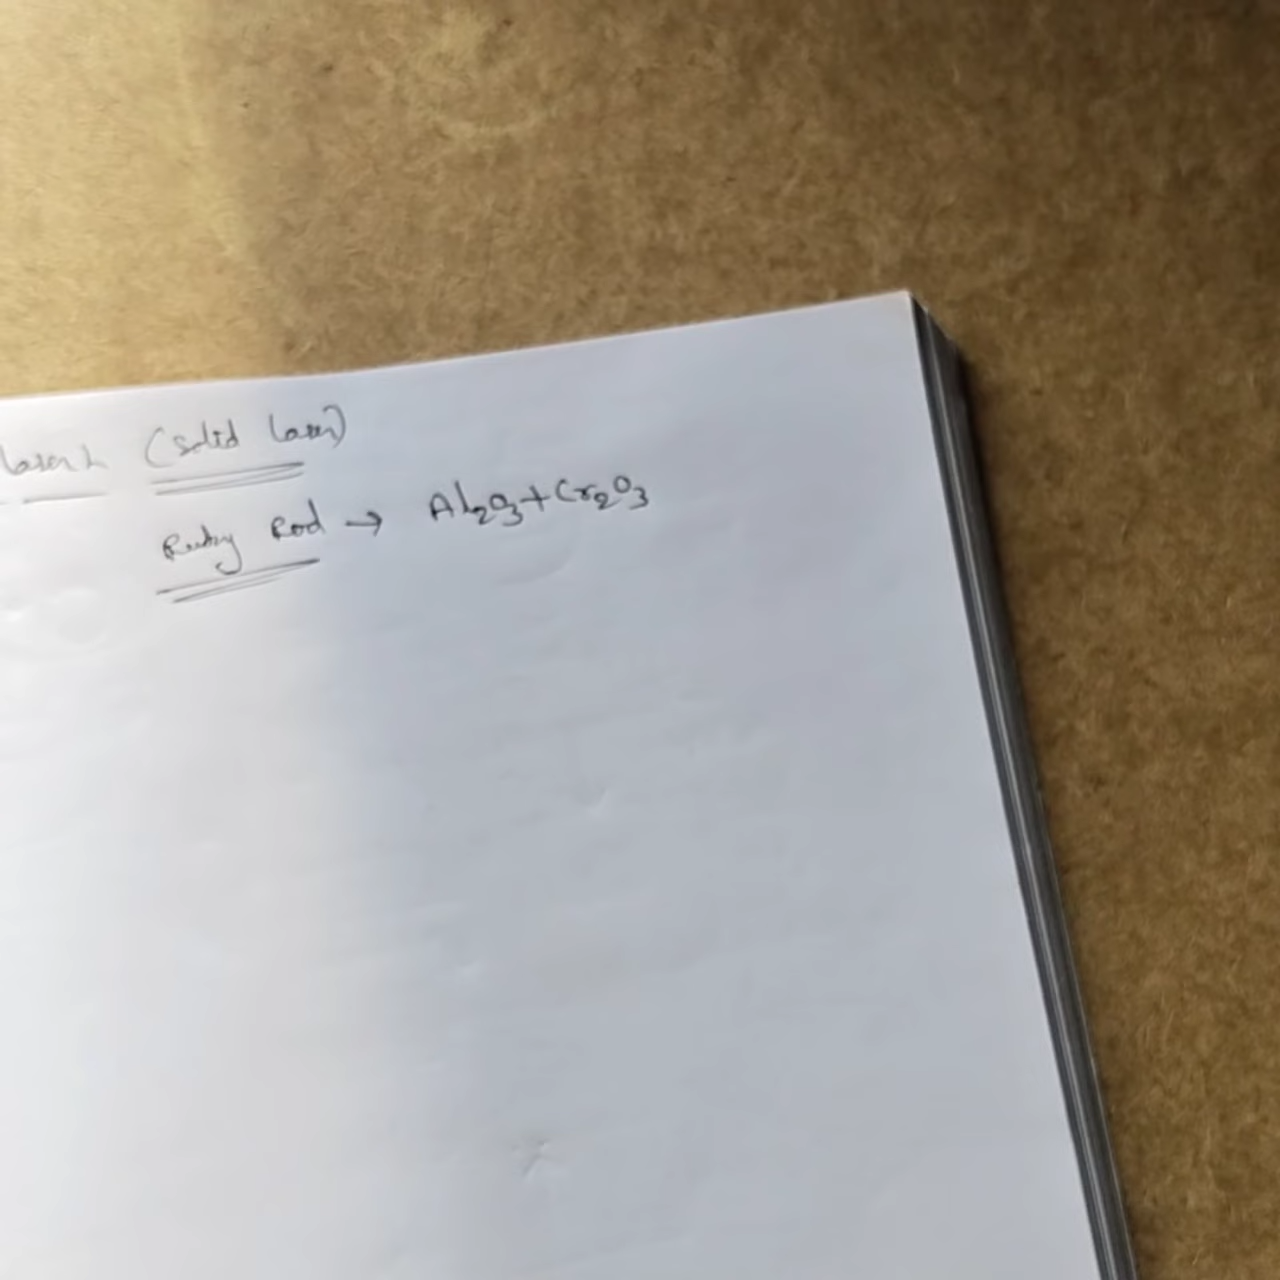 laser (solid laser)
Ruby Rod → Al₂O₃+Cr₂O₃